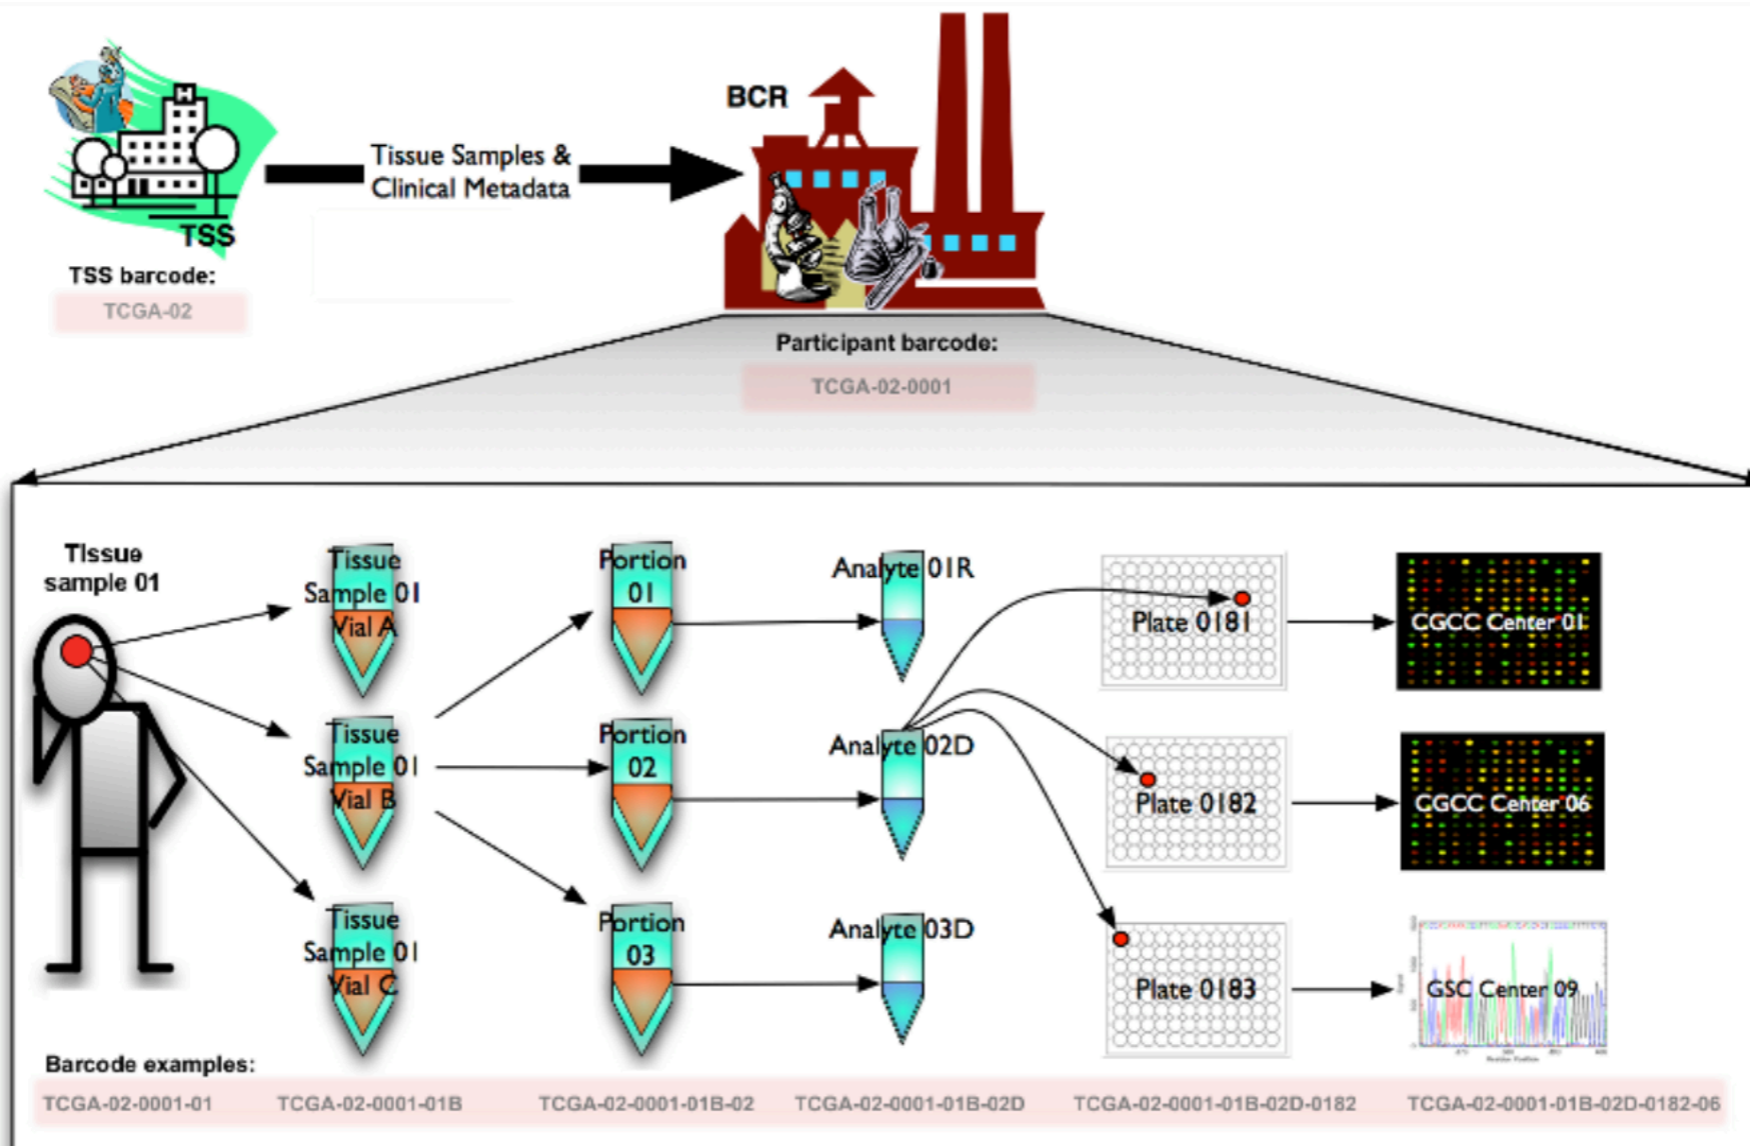 BCR
Tissue Samples &
Clinical Metadata
TSS
TSS barcode:
TCGA-02
Participant barcode:
TCGA-02-0001
TIssue
sample 01
Tissue
Sample 01
Vial A
Portion
01
Analyte 01R
Plate 0181
CGCC Center 01
Tissue
Sample 01
Vial B
Portion
02
Analyte 02D
Plate 0182
CGCC Center 06
Tissue
Sample 01
Vial C
Portion
03
Analyte 03D
Plate 0183
GSC Center 09
Barcode examples:
TCGA-02-0001-01 TCGA-02-0001-01B TCGA-02-0001-01B-02 TCGA-02-0001-01B-02D TCGA-02-0001-01B-02D-0182 TCGA-02-0001-01B-02D-0182-06